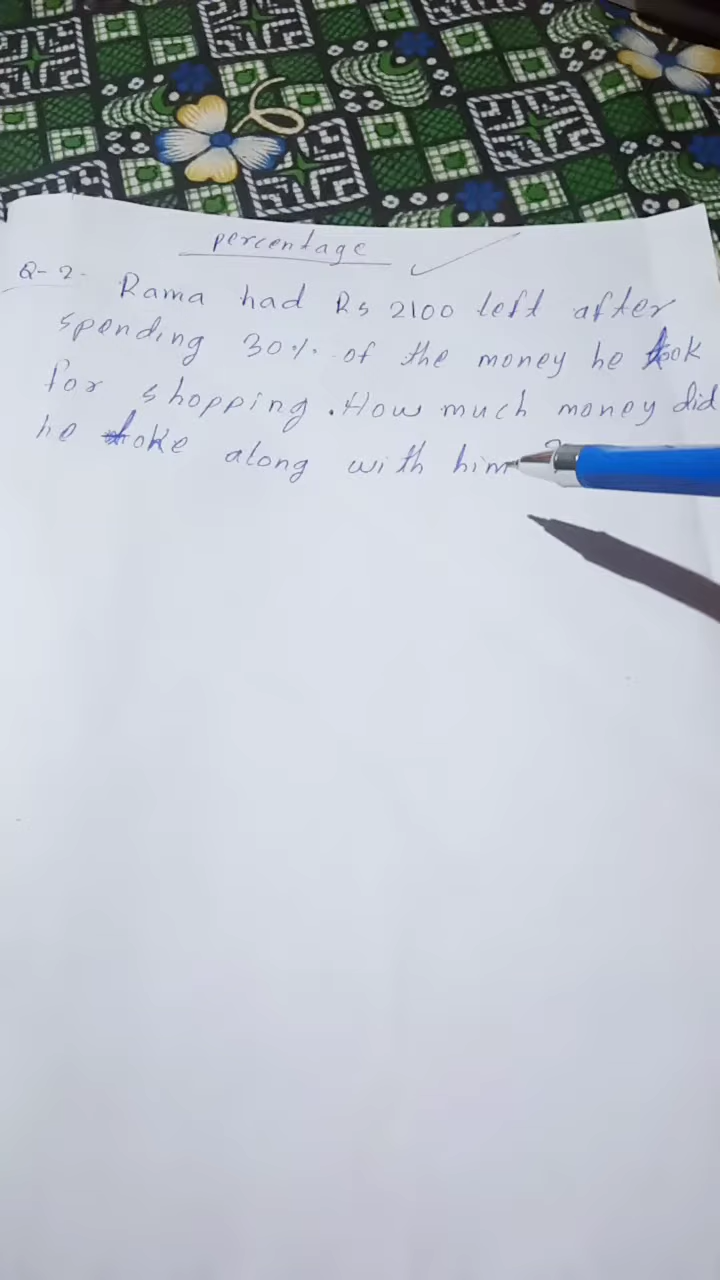 percentage
Q-2- Rama had Rs 2100 left after
spending 30% of the money he took
for shopping. How much money did
he toke along with him ?